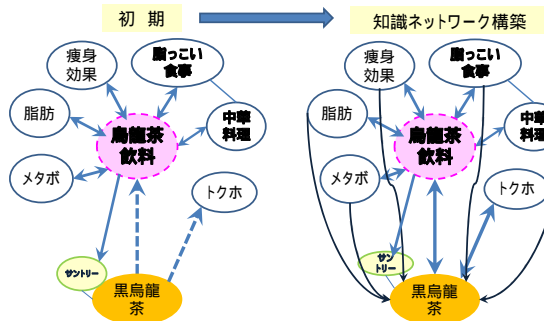 初 期
知識ネットワーク構築
痩身
効果
脂っこい
食事
脂肪
中華
料理
烏龍茶
飲料
メタボ
トクホ
サントリー
黒烏龍
茶
痩身
効果
脂っこい
食事
脂肪
中華
料理
烏龍茶
飲料
メタボ
トクホ
サン
トリー
黒烏龍
茶